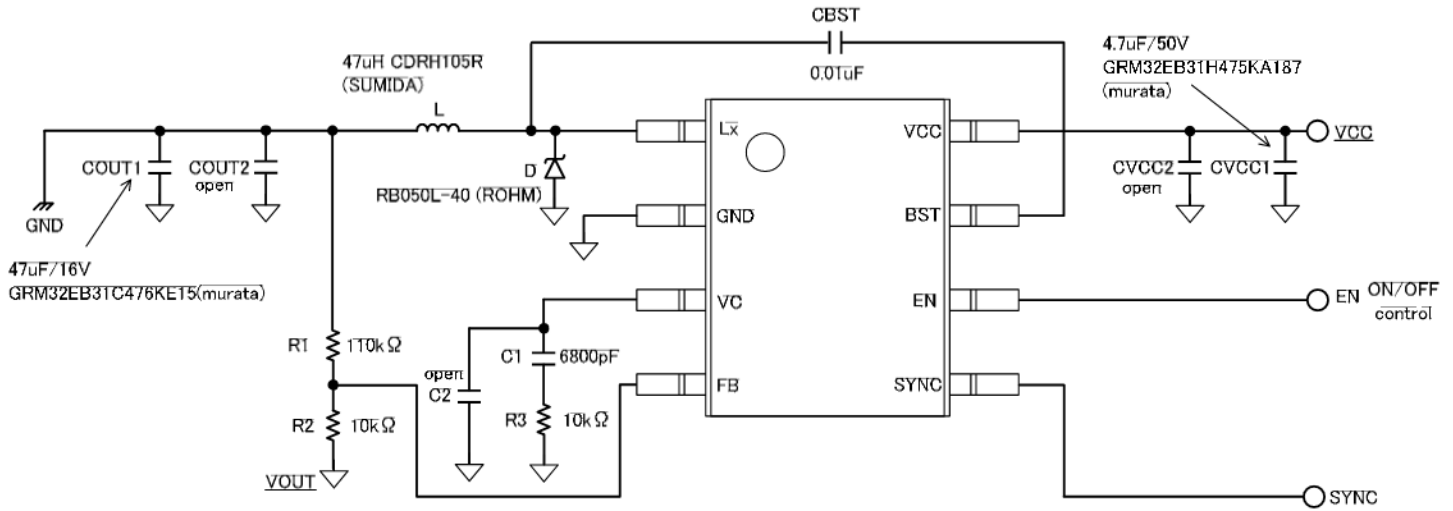 CBST
0.01uF
47uH CDRH105R
(SUMIDA)
L
4.7uF/50V
GRM32EB31H475KA187
(murata)
Lx
VCC
VCC
COUT1
COUT2
open
D
RB050L-40 (ROHM)
CVCC2
open
CVCC1
GND
GND
BST
47uF/16V
GRM32EB31C476KE15(murata)
VC
EN
EN ON/OFF
control
R1
110kΩ
C1
6800pF
open
C2
FB
SYNC
R2
10kΩ
R3
10kΩ
VOUT
SYNC